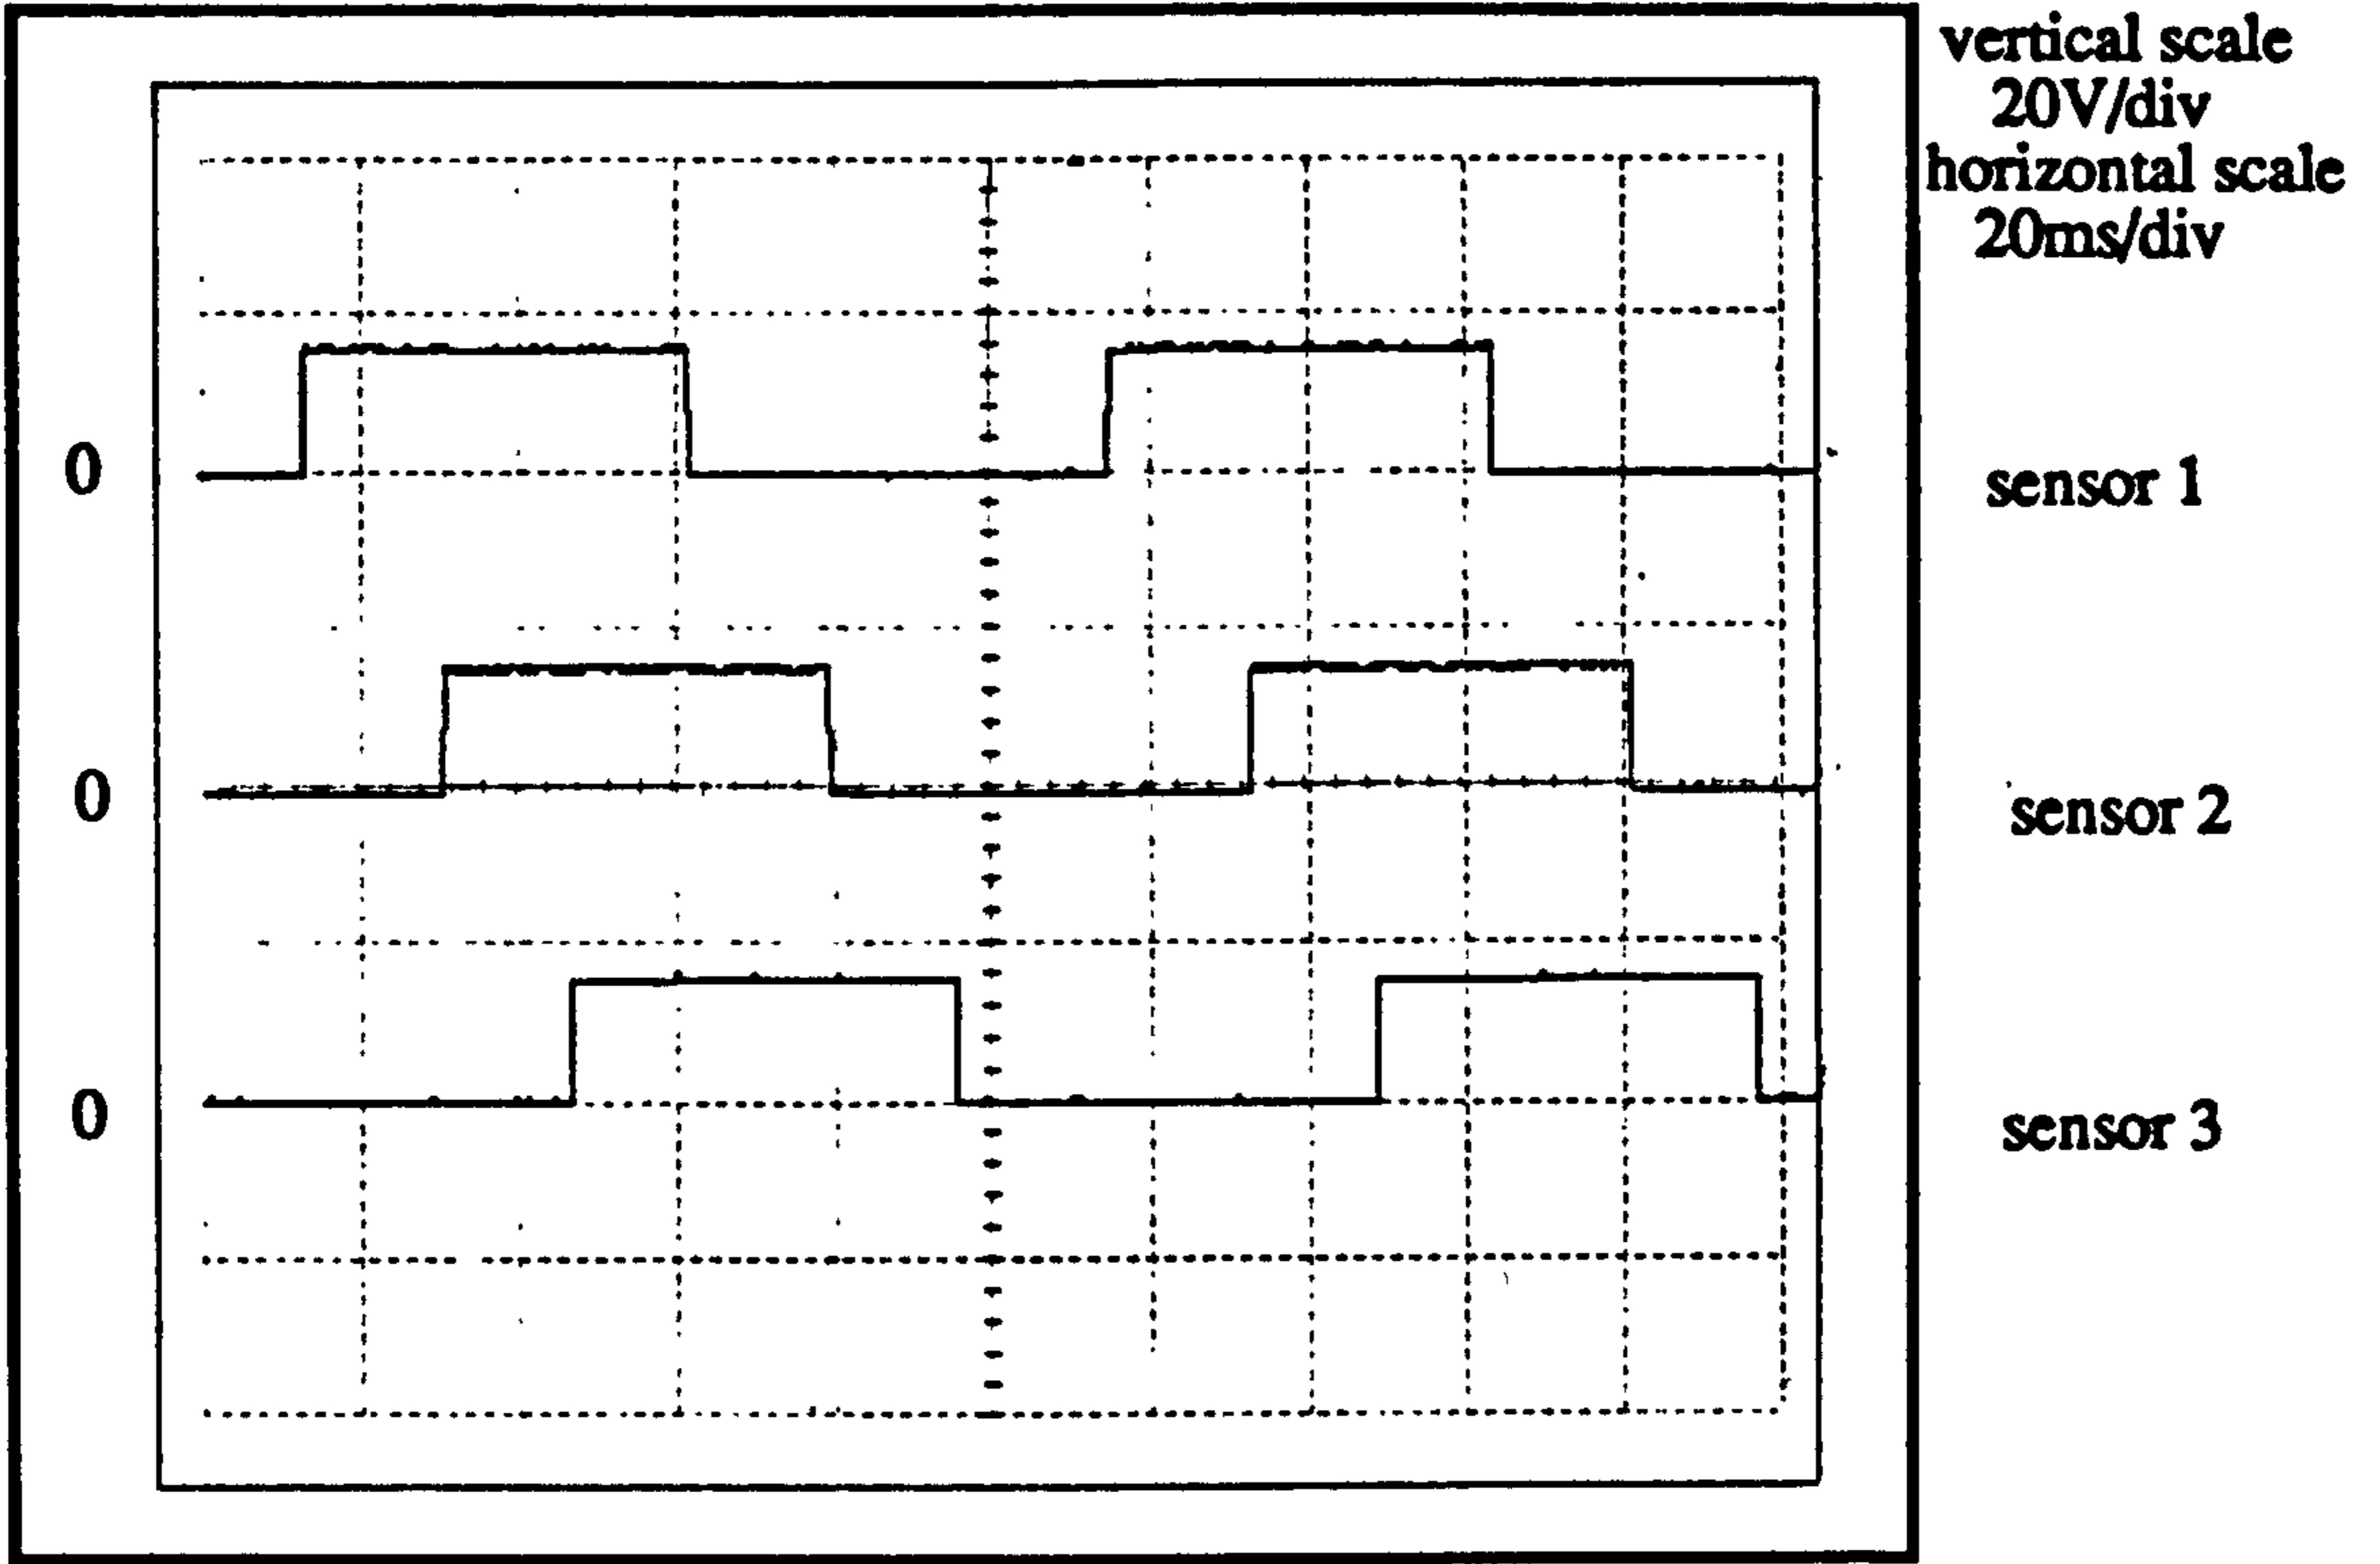 vertical scale
20V/div
horizontal scale
20ms/div
0
sensor 1
0
sensor 2
0
sensor 3